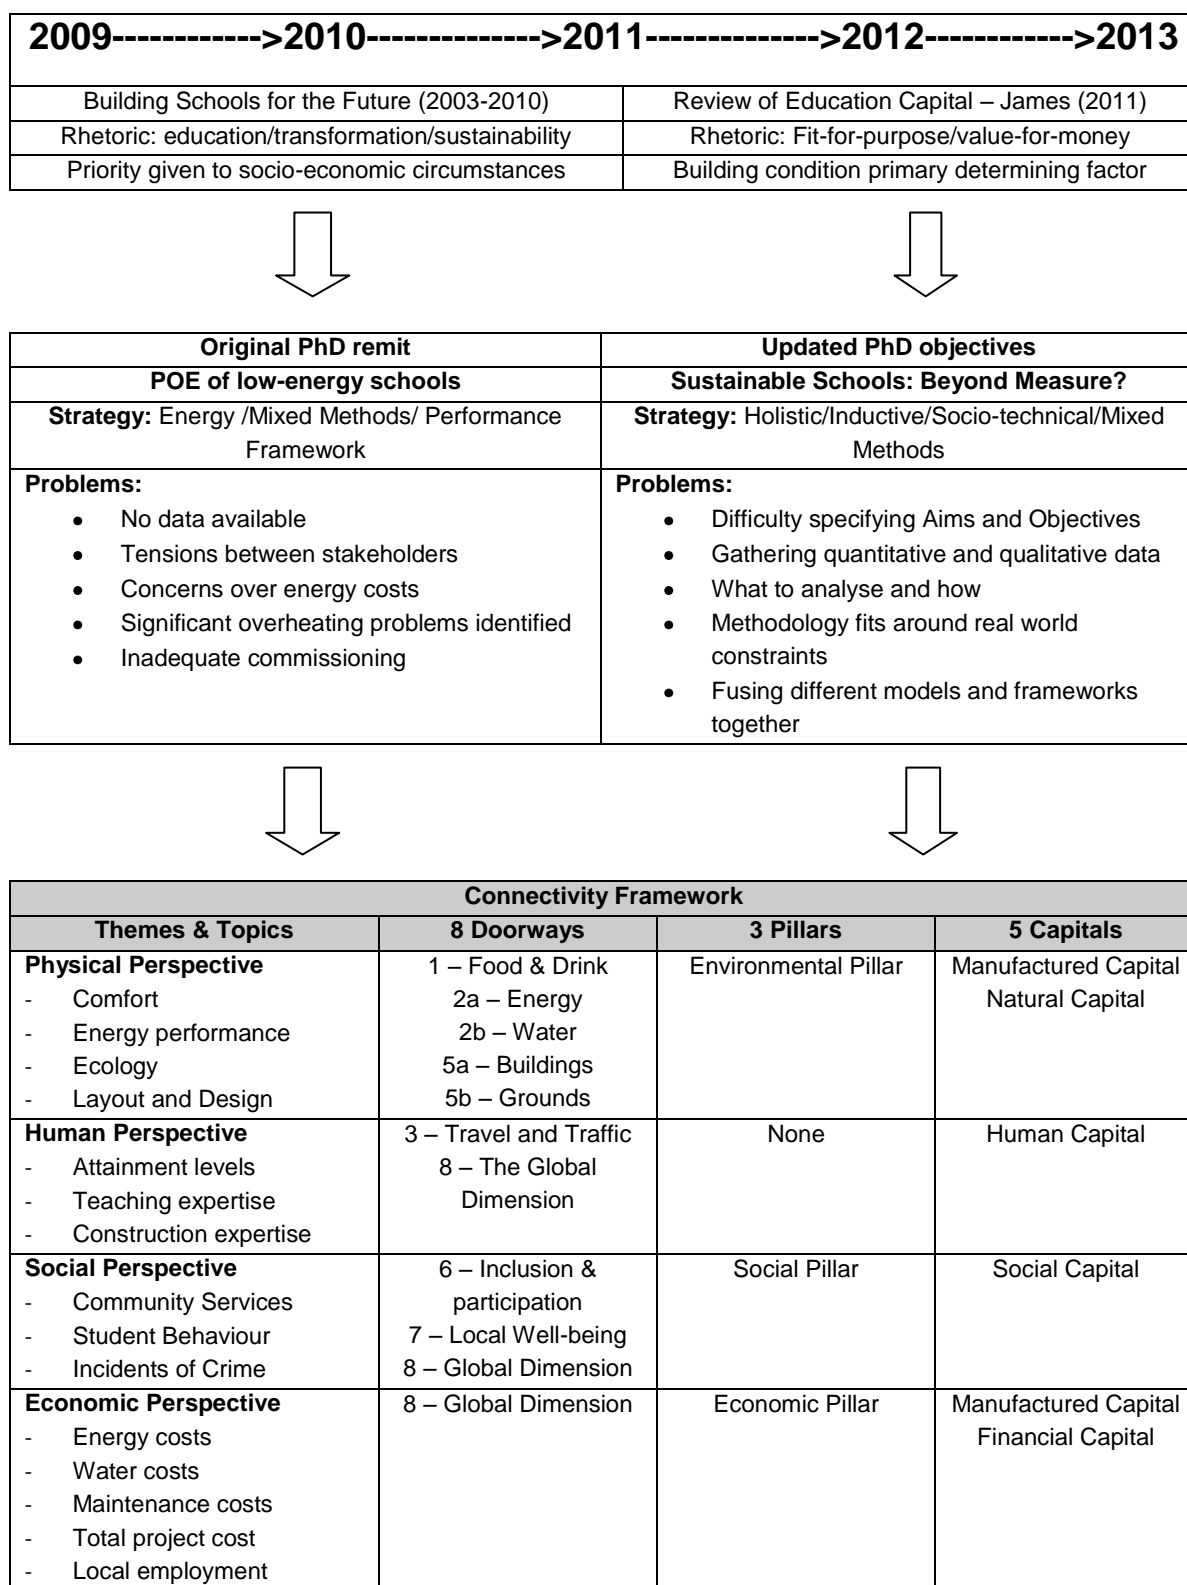 2009------------>2010-------------->2011-------------->2012------------>2013
Building Schools for the Future (2003-2010)
Review of Education Capital – James (2011)
Rhetoric: education/transformation/sustainability
Rhetoric: Fit-for-purpose/value-for-money
Priority given to socio-economic circumstances
Building condition primary determining factor
Original PhD remit
Updated PhD objectives
POE of low-energy schools
Sustainable Schools: Beyond Measure?
Strategy: Energy /Mixed Methods/ Performance
Framework
Strategy: Holistic/Inductive/Socio-technical/Mixed
Methods
Problems:
• No data available
• Tensions between stakeholders
• Concerns over energy costs
• Significant overheating problems identified
• Inadequate commissioning
Problems:
• Difficulty specifying Aims and Objectives
• Gathering quantitative and qualitative data
• What to analyse and how
• Methodology fits around real world
constraints
• Fusing different models and frameworks
together
Connectivity Framework
Themes & Topics
8 Doorways
3 Pillars
5 Capitals
Physical Perspective
- Comfort
- Energy performance
- Ecology
- Layout and Design
1 – Food & Drink
2a – Energy
2b – Water
5a – Buildings
5b – Grounds
Environmental Pillar
Manufactured Capital
Natural Capital
Human Perspective
- Attainment levels
- Teaching expertise
- Construction expertise
3 – Travel and Traffic
8 – The Global
Dimension
None
Human Capital
Social Perspective
- Community Services
- Student Behaviour
- Incidents of Crime
6 – Inclusion &
participation
7 – Local Well-being
8 – Global Dimension
Social Pillar
Social Capital
Economic Perspective
- Energy costs
- Water costs
- Maintenance costs
- Total project cost
- Local employment
8 – Global Dimension
Economic Pillar
Manufactured Capital
Financial Capital